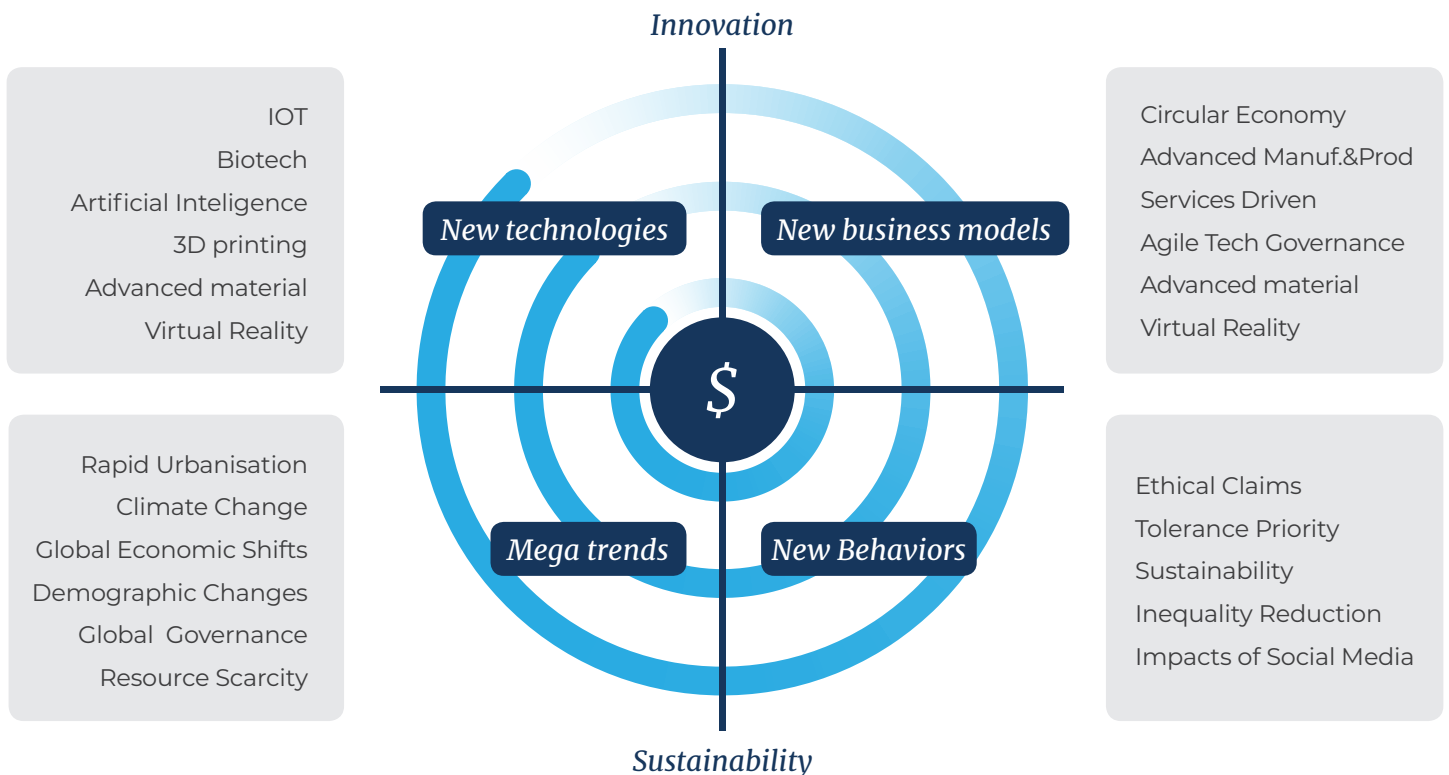 Innovation
IOT
Biotech
Artificial Inteligence
3D printing
Advanced material
Virtual Reality
New technologies
New business models
Circular Economy
Advanced Manuf.&Prod
Services Driven
Agile Tech Governance
Advanced material
Virtual Reality
$
Rapid Urbanisation
Climate Change
Global Economic Shifts
Demographic Changes
Global  Governance
Resource Scarcity
Mega trends
New Behaviors
Ethical Claims
Tolerance Priority
Sustainability
Inequality Reduction
Impacts of Social Media
Sustainability